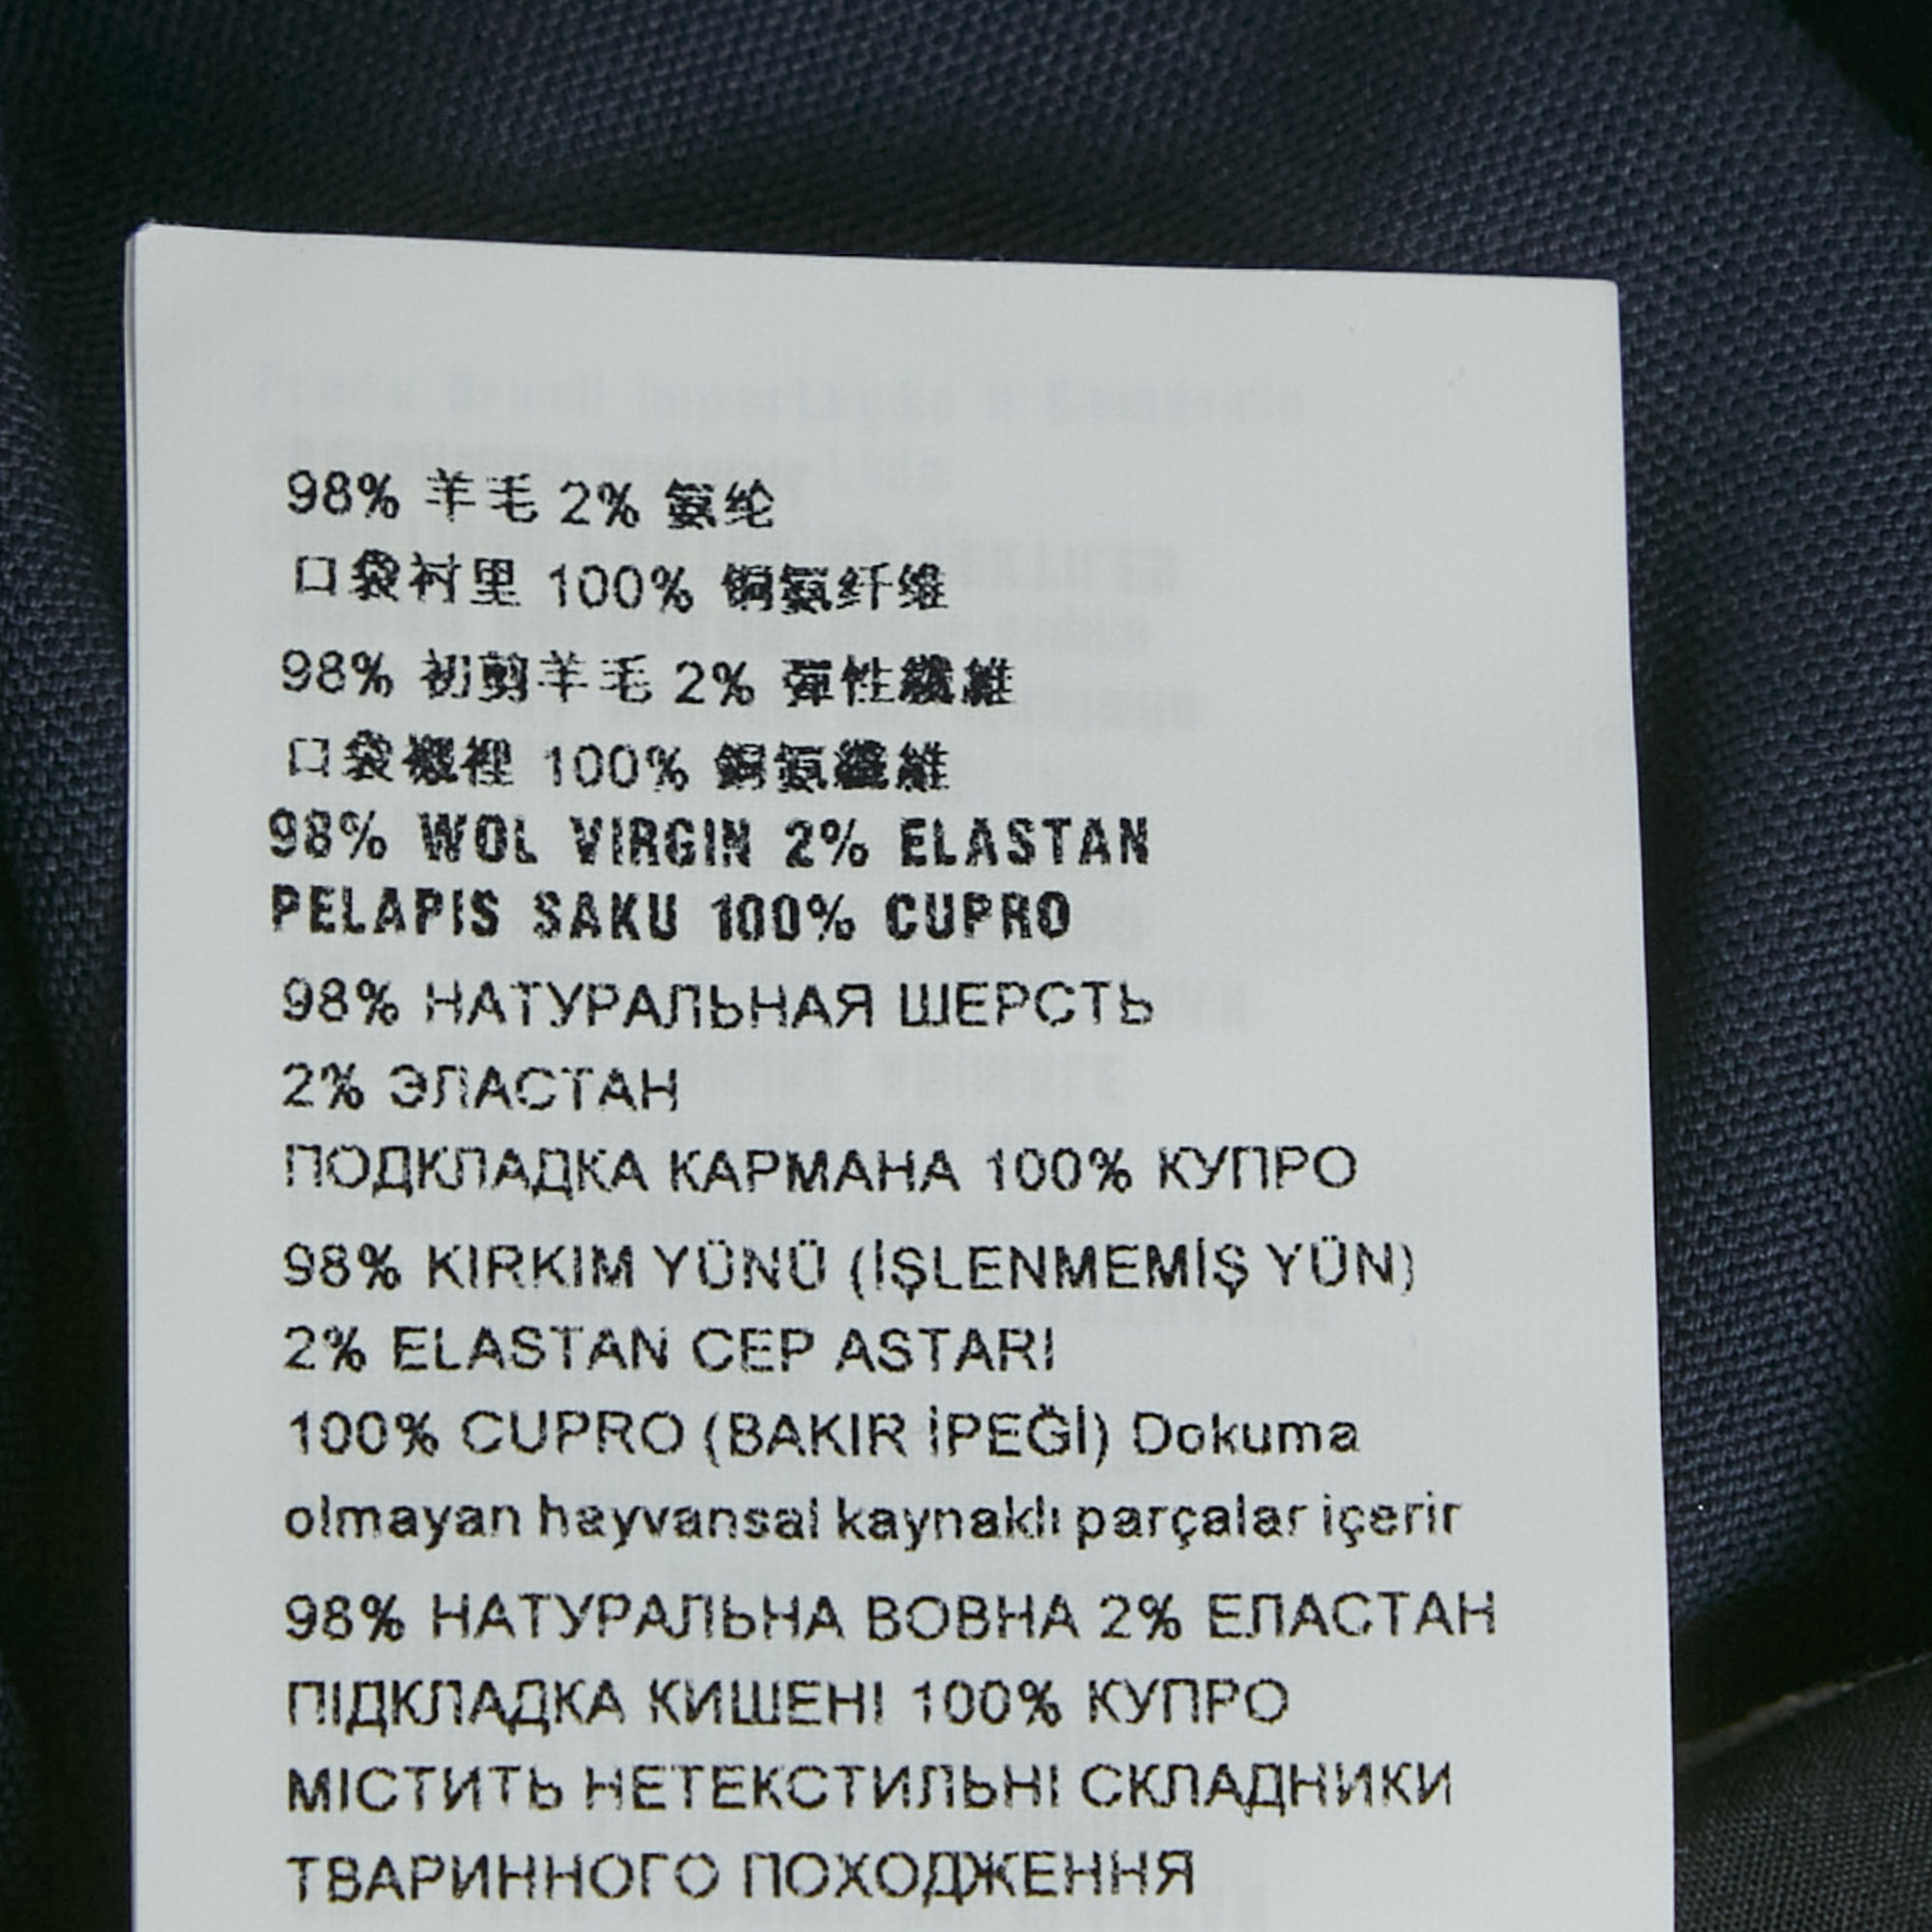 98% 羊毛 2% 氨纶
口袋衬里 100% 铜氨纤维
98% 初剪羊毛 2% 彈性纖維
口袋襯裡 100% 銅氨纖維
98% WOL VIRGIN 2% ELASTAN
PELAPIS SAKU 100% CUPRO
98% НАТУРАЛЬНАЯ ШЕРСТЬ
2% ЭЛАСТАН
ПОДКЛАДКА КАРМАНА 100% КУПРО
98% KIRKIM YÜNÜ (İŞLENMEMİŞ YÜN)
2% ELASTAN CEP ASTARI
100% CUPRO (BAKIR İPEĞİ) Dokuma
olmayan hayvansal kaynaklı parçalar içerir
98% НАТУРАЛЬНА ВОВНА 2% ЕЛАСТАН
ПІДКЛАДКА КИШЕНІ 100% КУПРО
МІСТИТЬ НЕТЕКСТИЛЬНІ СКЛАДНИКИ
ТВАРИННОГО ПОХОДЖЕННЯ